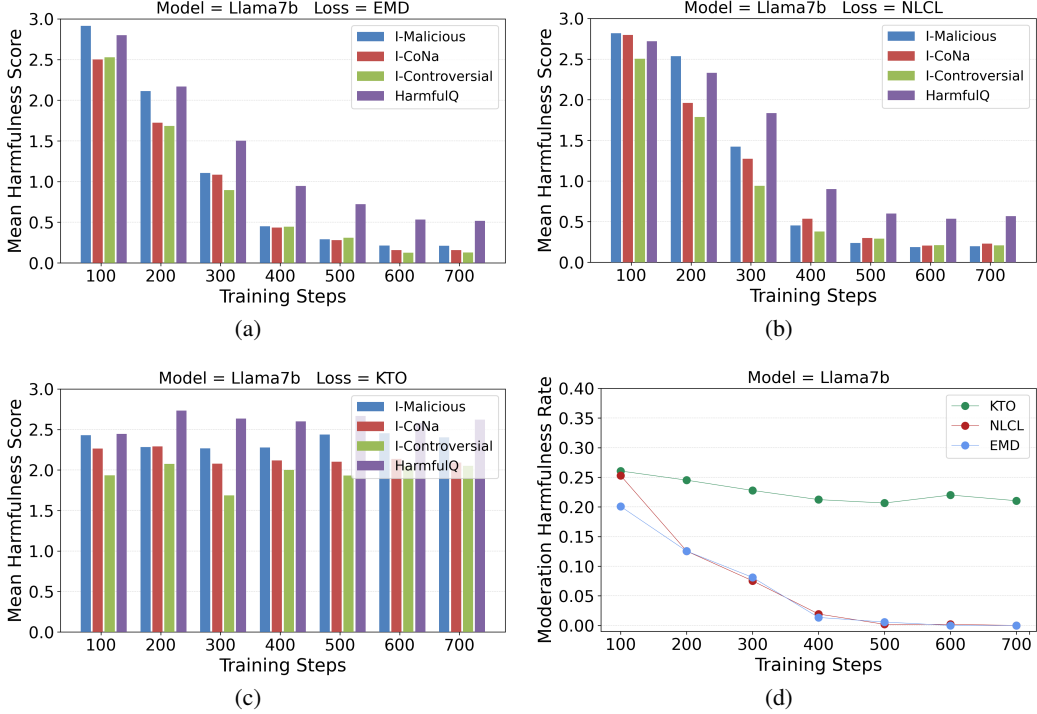 Model = Llama7b Loss = EMD
Mean Harmfulness Score
3.0
2.5
2.0
1.5
1.0
0.5
0.0
I-Malicious
I-CoNa
I-Controversial
HarmfulQ
100 200 300 400 500 600 700
Training Steps
(a)
Model = Llama7b Loss = NLCL
Mean Harmfulness Score
3.0
2.5
2.0
1.5
1.0
0.5
0.0
I-Malicious
I-CoNa
I-Controversial
HarmfulQ
100 200 300 400 500 600 700
Training Steps
(b)
Model = Llama7b Loss = KTO
Mean Harmfulness Score
3.0
2.5
2.0
1.5
1.0
0.5
0.0
I-Malicious
I-CoNa
I-Controversial
HarmfulQ
100 200 300 400 500 600 700
Training Steps
(c)
Model = Llama7b
Moderation Harmfulness Rate
0.40
0.35
0.30
0.25
0.20
0.15
0.10
0.05
0.00
KTO
NLCL
EMD
100 200 300 400 500 600 700
Training Steps
(d)